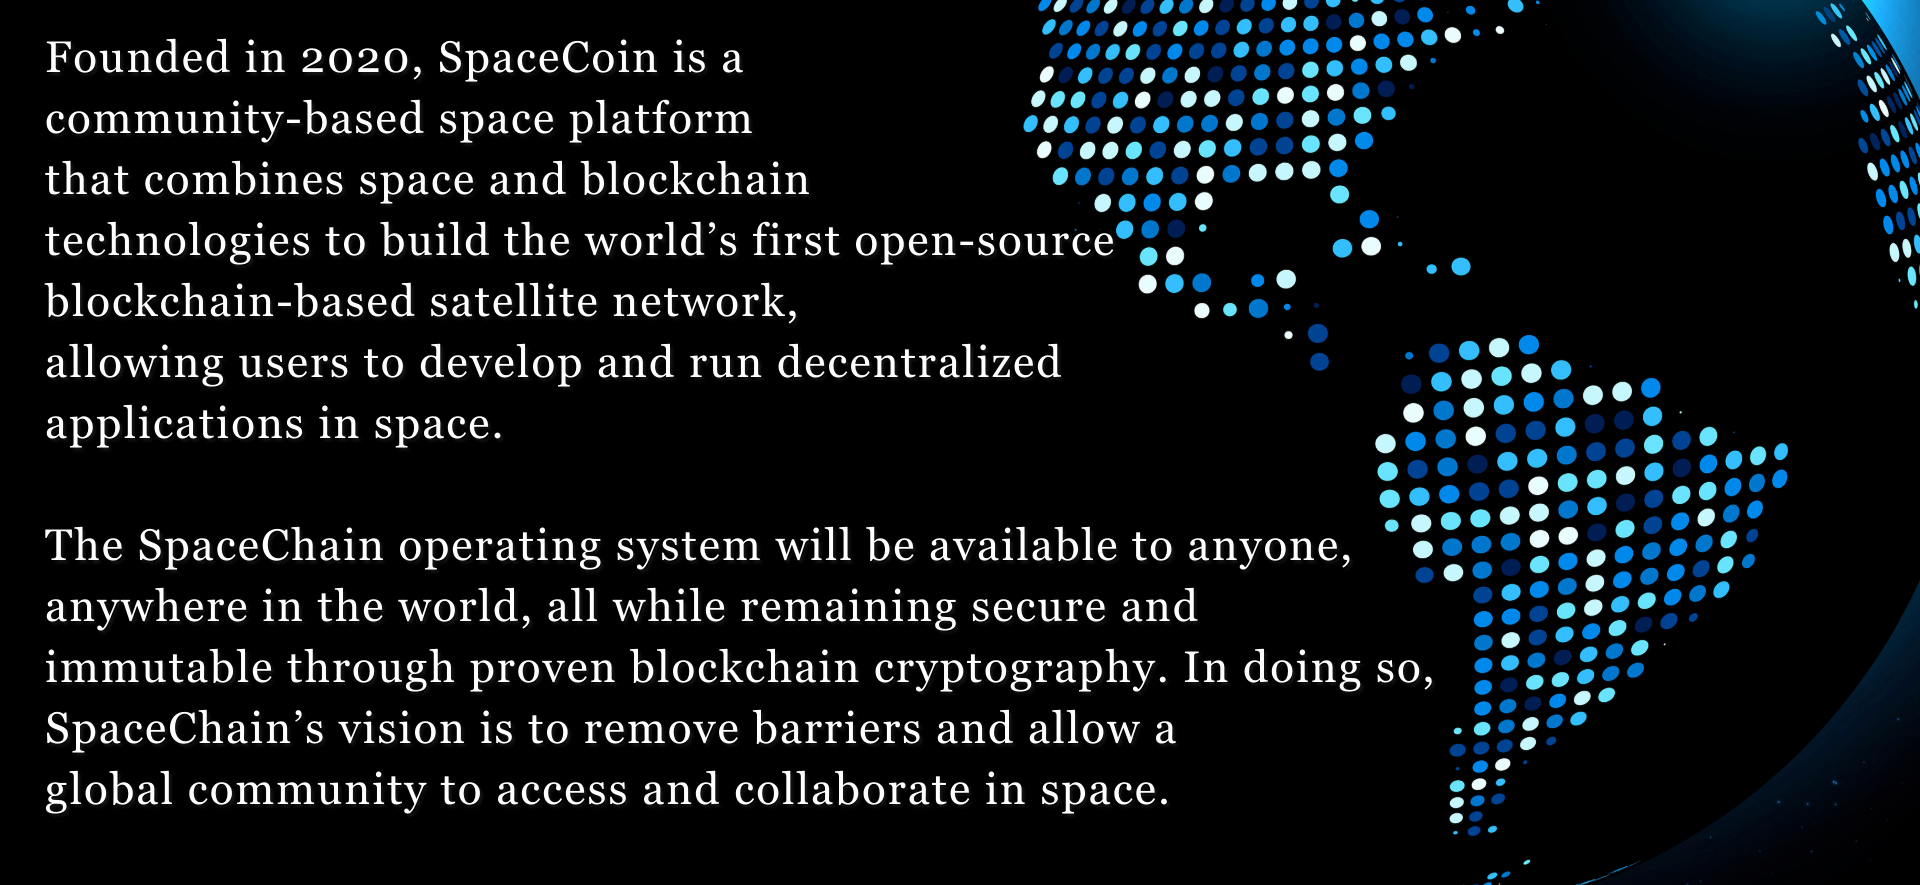 Founded in 2020, SpaceCoin is a
community-based space platform
that combines space and blockchain
technologies to build the world’s first open-source
blockchain-based satellite network,
allowing users to develop and run decentralized
applications in space.
The SpaceChain operating system will be available to anyone,
anywhere in the world, all while remaining secure and
immutable through proven blockchain cryptography. In doing so,
SpaceChain’s vision is to remove barriers and allow a
global community to access and collaborate in space.